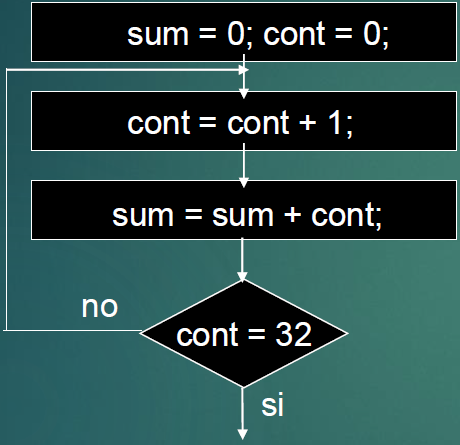 sum = 0; cont = 0;
cont = cont + 1;
sum = sum + cont;
no
cont = 32
si